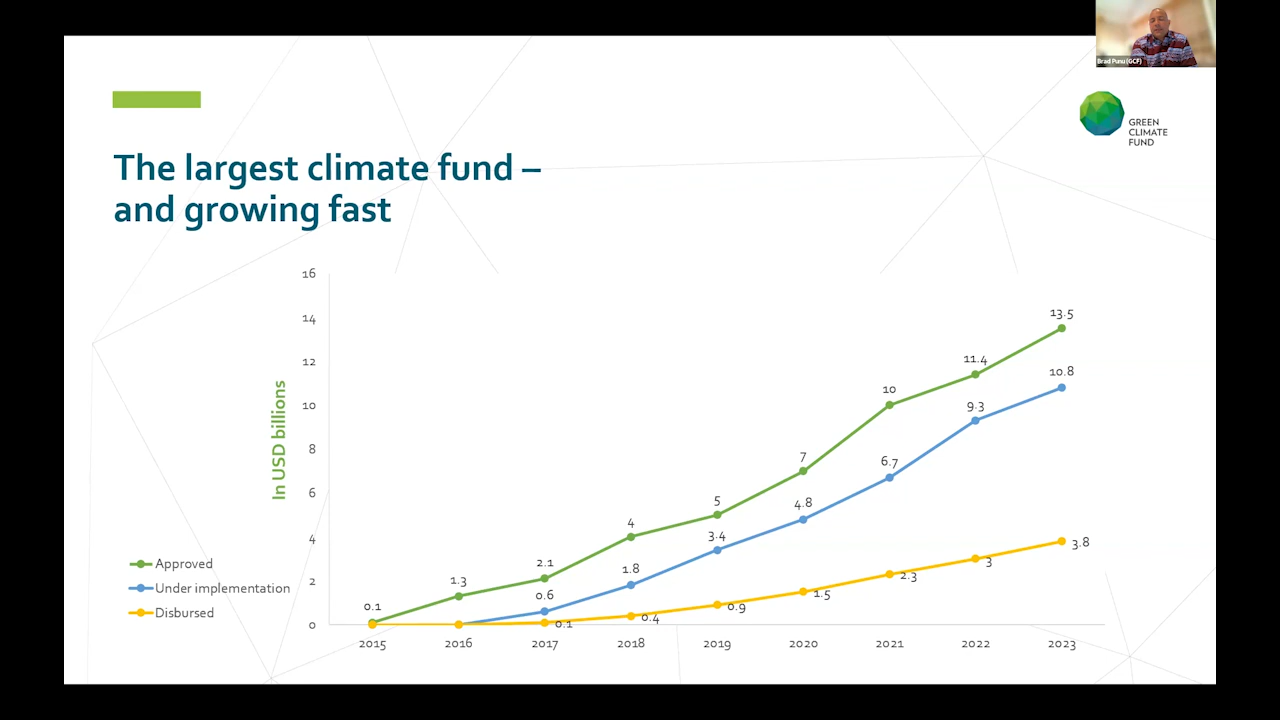 Brad Punu (GCF)
GREEN
CLIMATE
FUND
The largest climate fund –
and growing fast
In USD billions
16
14
12
10
8
6
4
2
0
0.1
1.3
2.1
4
5
7
10
11.4
13.5
0.6
1.8
3.4
4.8
6.7
9.3
10.8
0.1
0.4
0.9
1.5
2.3
3
3.8
Approved
Under implementation
Disbursed
2015 2016 2017 2018 2019 2020 2021 2022 2023